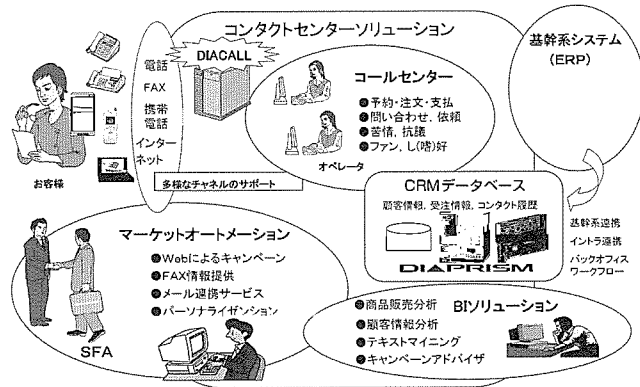 コンタクトセンターソリューション
DIACALL
基幹系システム
(ERP)
電話
FAX
携帯
電話
インター
ネット
お客様
コールセンター
●予約・注文・支払
●問い合わせ，依頼
●苦情，抗議
●ファン，し(嗜)好
オペレータ
多様なチャネルのサポート
CRMデータベース
顧客情報，受注情報，コンタクト履歴
DIAPRISM
基幹系連携
イントラ連携
バックオフィス
ワークフロー
マーケットオートメーション
●Webによるキャンペーン
●FAX情報提供
●メール連携サービス
●パーソナライゼンション
SFA
BIソリューション
●商品販売分析
●顧客情報分析
●テキストマイニング
●キャンペーンアドバイザ